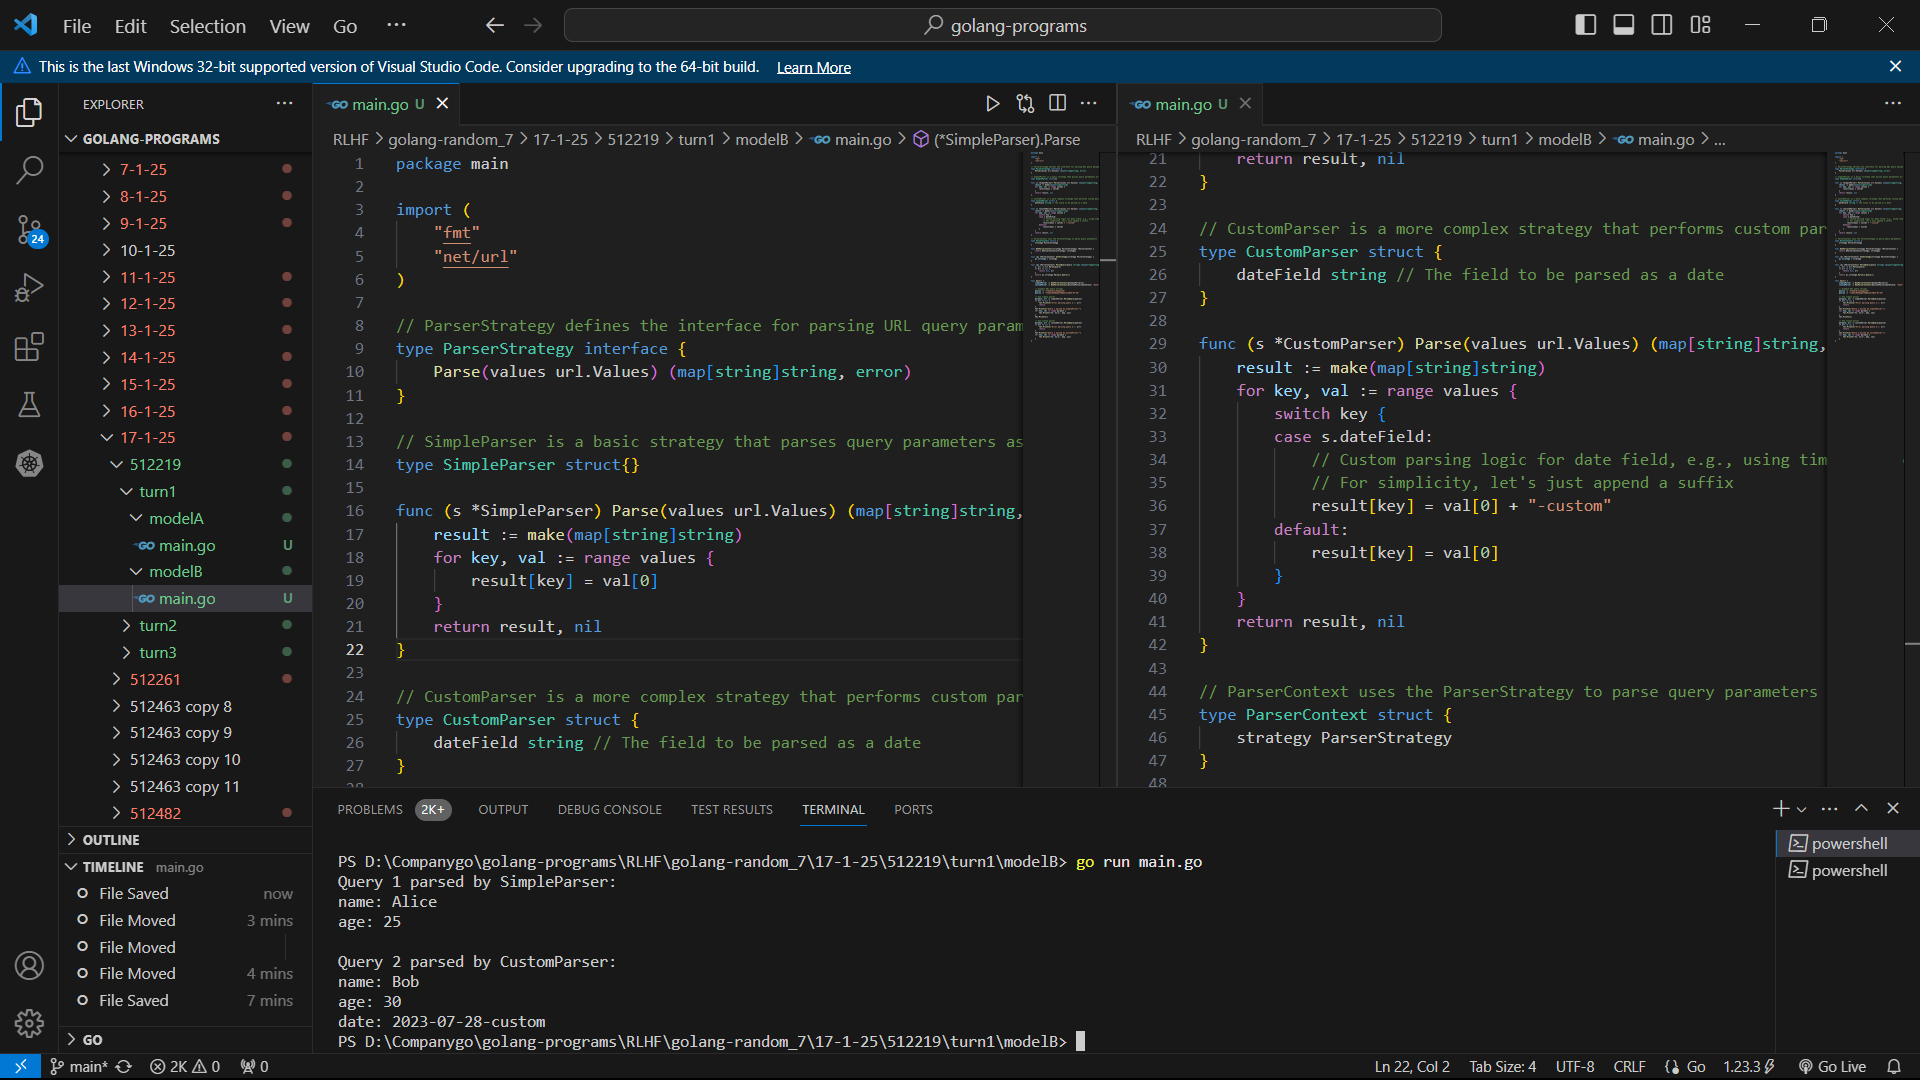 File Edit Selection View Go ··· golang-programs
This is the last Windows 32-bit supported version of Visual Studio Code. Consider upgrading to the 64-bit build. Learn More
EXPLORER
GOLANG-PROGRAMS
7-1-25
8-1-25
9-1-25
10-1-25
11-1-25
12-1-25
13-1-25
14-1-25
15-1-25
16-1-25
17-1-25
512219
turn1
modelA
main.go U
modelB
main.go U
turn2
turn3
512261
512463 copy 8
512463 copy 9
512463 copy 10
512463 copy 11
512482
OUTLINE
TIMELINE main.go
File Saved now
File Moved 3 mins
File Moved
File Moved 4 mins
File Saved 7 mins
GO
24
main.go U
RLHF > golang-random_7 > 17-1-25 > 512219 > turn1 > modelB > main.go > (*SimpleParser).Parse
1 package main
2
3 import (
4 "fmt"
5 "net/url"
6 )
7
8 // ParserStrategy defines the interface for parsing URL query param
9 type ParserStrategy interface {
10 Parse(values url.Values) (map[string]string, error)
11 }
12
13 // SimpleParser is a basic strategy that parses query parameters as
14 type SimpleParser struct{}
15
16 func (s *SimpleParser) Parse(values url.Values) (map[string]string,
17 result := make(map[string]string)
18 for key, val := range values {
19 result[key] = val[0]
20 }
21 return result, nil
22 }
23
24 // CustomParser is a more complex strategy that performs custom par
25 type CustomParser struct {
26 dateField string // The field to be parsed as a date
27 }
28
main.go U
RLHF > golang-random_7 > 17-1-25 > 512219 > turn1 > modelB > main.go > ...
21 return result, nil
22 }
23
24 // CustomParser is a more complex strategy that performs custom par
25 type CustomParser struct {
26 dateField string // The field to be parsed as a date
27 }
28
29 func (s *CustomParser) Parse(values url.Values) (map[string]string,
30 result := make(map[string]string)
31 for key, val := range values {
32 switch key {
33 case s.dateField:
34 // Custom parsing logic for date field, e.g., using tim
35 // For simplicity, let's just append a suffix
36 result[key] = val[0] + "-custom"
37 default:
38 result[key] = val[0]
39 }
40 }
41 return result, nil
42 }
43
44 // ParserContext uses the ParserStrategy to parse query parameters
45 type ParserContext struct {
46 strategy ParserStrategy
47 }
48
PROBLEMS 2K+ OUTPUT DEBUG CONSOLE TEST RESULTS TERMINAL PORTS
PS D:\Companygo\golang-programs\RLHF\golang-random_7\17-1-25\512219\turn1\modelB> go run main.go
Query 1 parsed by SimpleParser:
name: Alice
age: 25
Query 2 parsed by CustomParser:
name: Bob
age: 30
date: 2023-07-28-custom
PS D:\Companygo\golang-programs\RLHF\golang-random_7\17-1-25\512219\turn1\modelB>
powershell
powershell
main* 2K 0 0 Ln 22, Col 2 Tab Size: 4 UTF-8 CRLF Go 1.23.3 Go Live